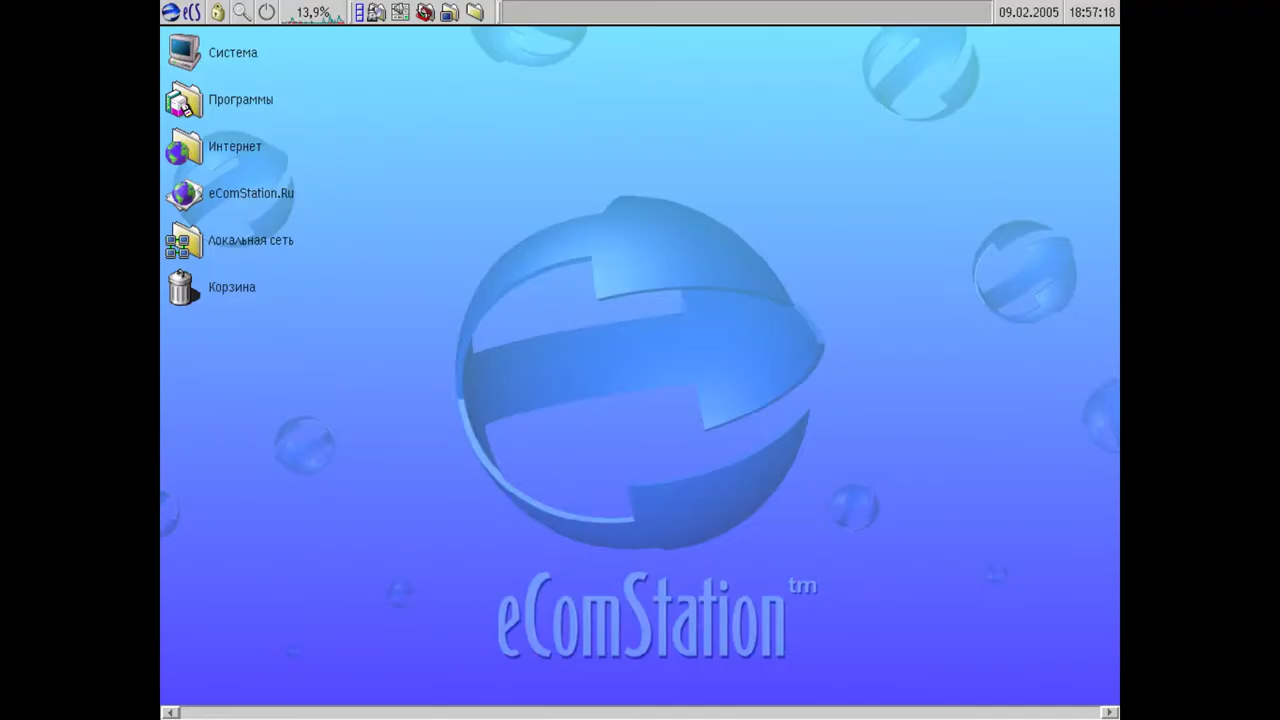 eCS
13,9%
09.02.2005
18:57:18
Система
Программы
Интернет
eComStation.Ru
Локальная сеть
Корзина
eComStation™